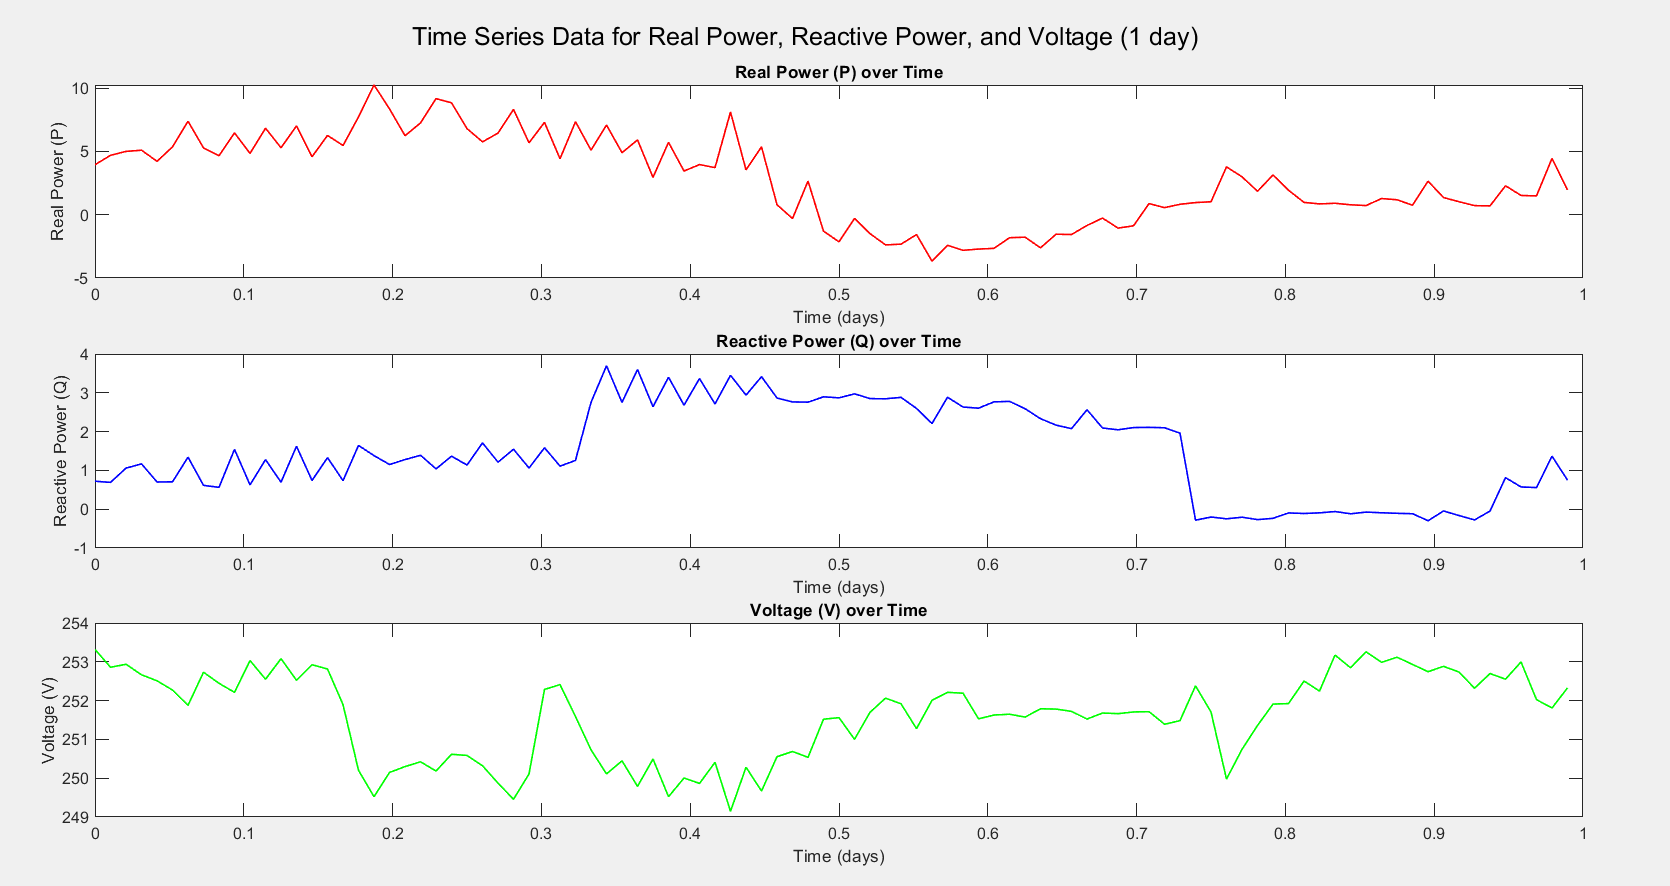 Time Series Data for Real Power, Reactive Power, and Voltage (1 day)
Real Power (P) over Time
Real Power (P)
10
5
0
-5
0 0.1 0.2 0.3 0.4 0.5 0.6 0.7 0.8 0.9 1
Time (days)
Reactive Power (Q) over Time
Reactive Power (Q)
4
3
2
1
0
-1
0 0.1 0.2 0.3 0.4 0.5 0.6 0.7 0.8 0.9 1
Time (days)
Voltage (V) over Time
Voltage (V)
254
253
252
251
250
249
0 0.1 0.2 0.3 0.4 0.5 0.6 0.7 0.8 0.9 1
Time (days)